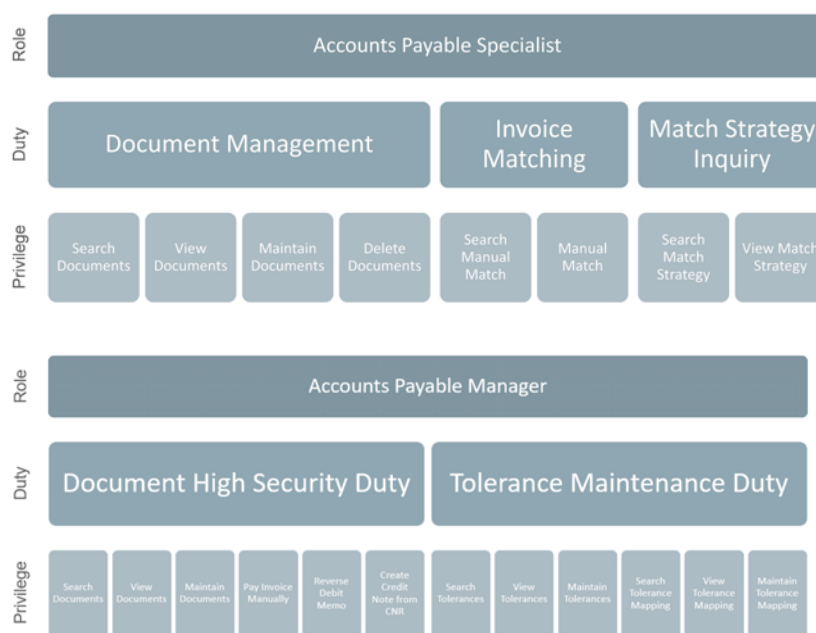 Role
Accounts Payable Specialist
Duty
Document Management
Invoice
Matching
Match Strategy
Inquiry
Privilege
Search
Documents
View
Documents
Maintain
Documents
Delete
Documents
Search
Manual
Match
Manual
Match
Search
Match
Strategy
View Match
Strategy
Role
Accounts Payable Manager
Duty
Document High Security Duty
Tolerance Maintenance Duty
Privilege
Search
Documents
View
Documents
Maintain
Documents
Pay Invoice
Manually
Reverse
Debit
Memo
Create
Credit
Note from
CNR
Search
Tolerances
View
Tolerances
Maintain
Tolerances
Search
Tolerance
Mapping
View
Tolerance
Mapping
Maintain
Tolerance
Mapping